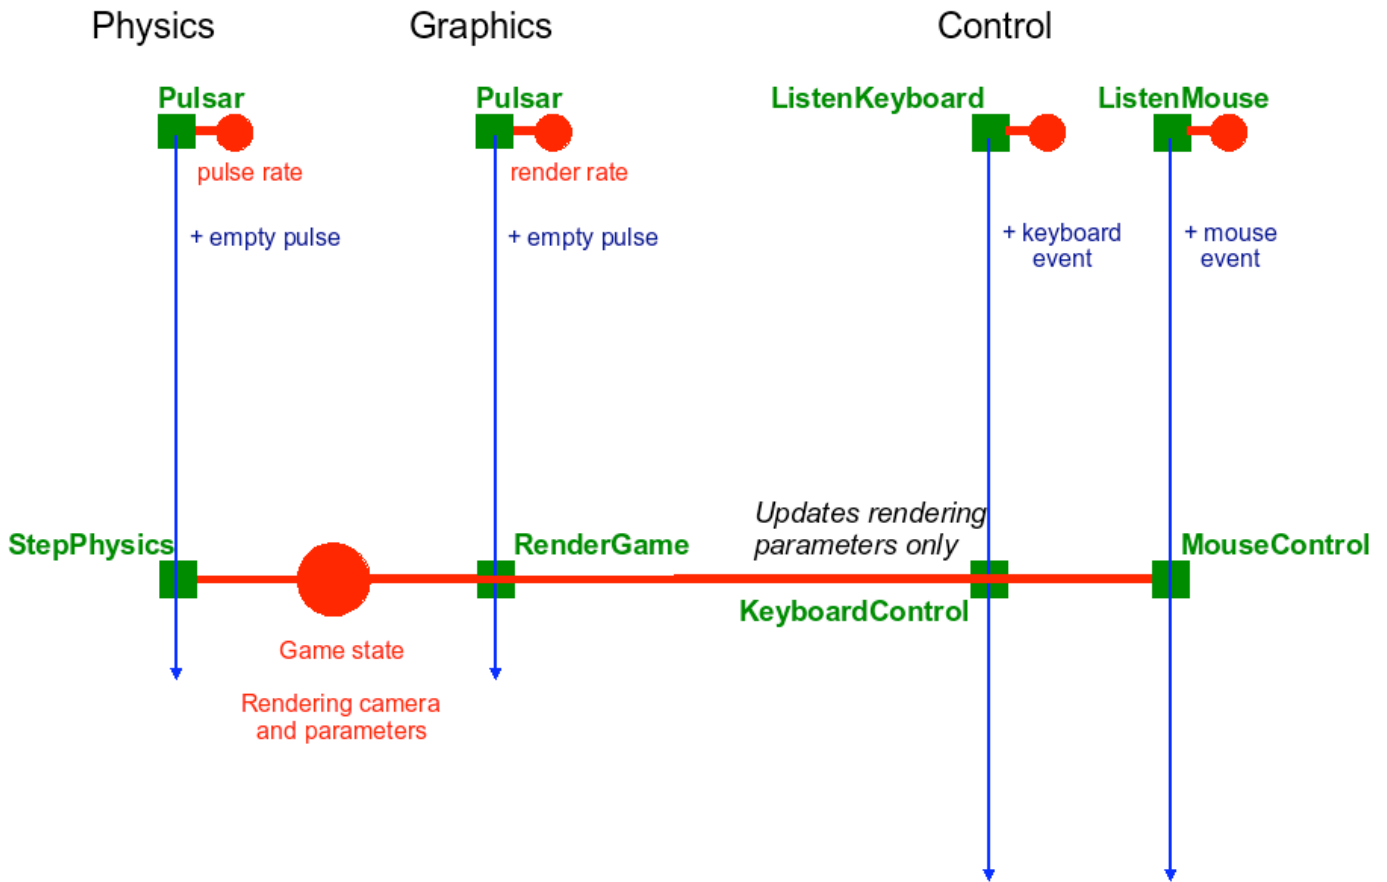 Physics
Graphics
Control
Pulsar
Pulsar
ListenKeyboard
ListenMouse
pulse rate
render rate
+ empty pulse
+ empty pulse
+ keyboard
event
+ mouse
event
Updates rendering
parameters only
StepPhysics
RenderGame
MouseControl
KeyboardControl
Game state
Rendering camera
and parameters